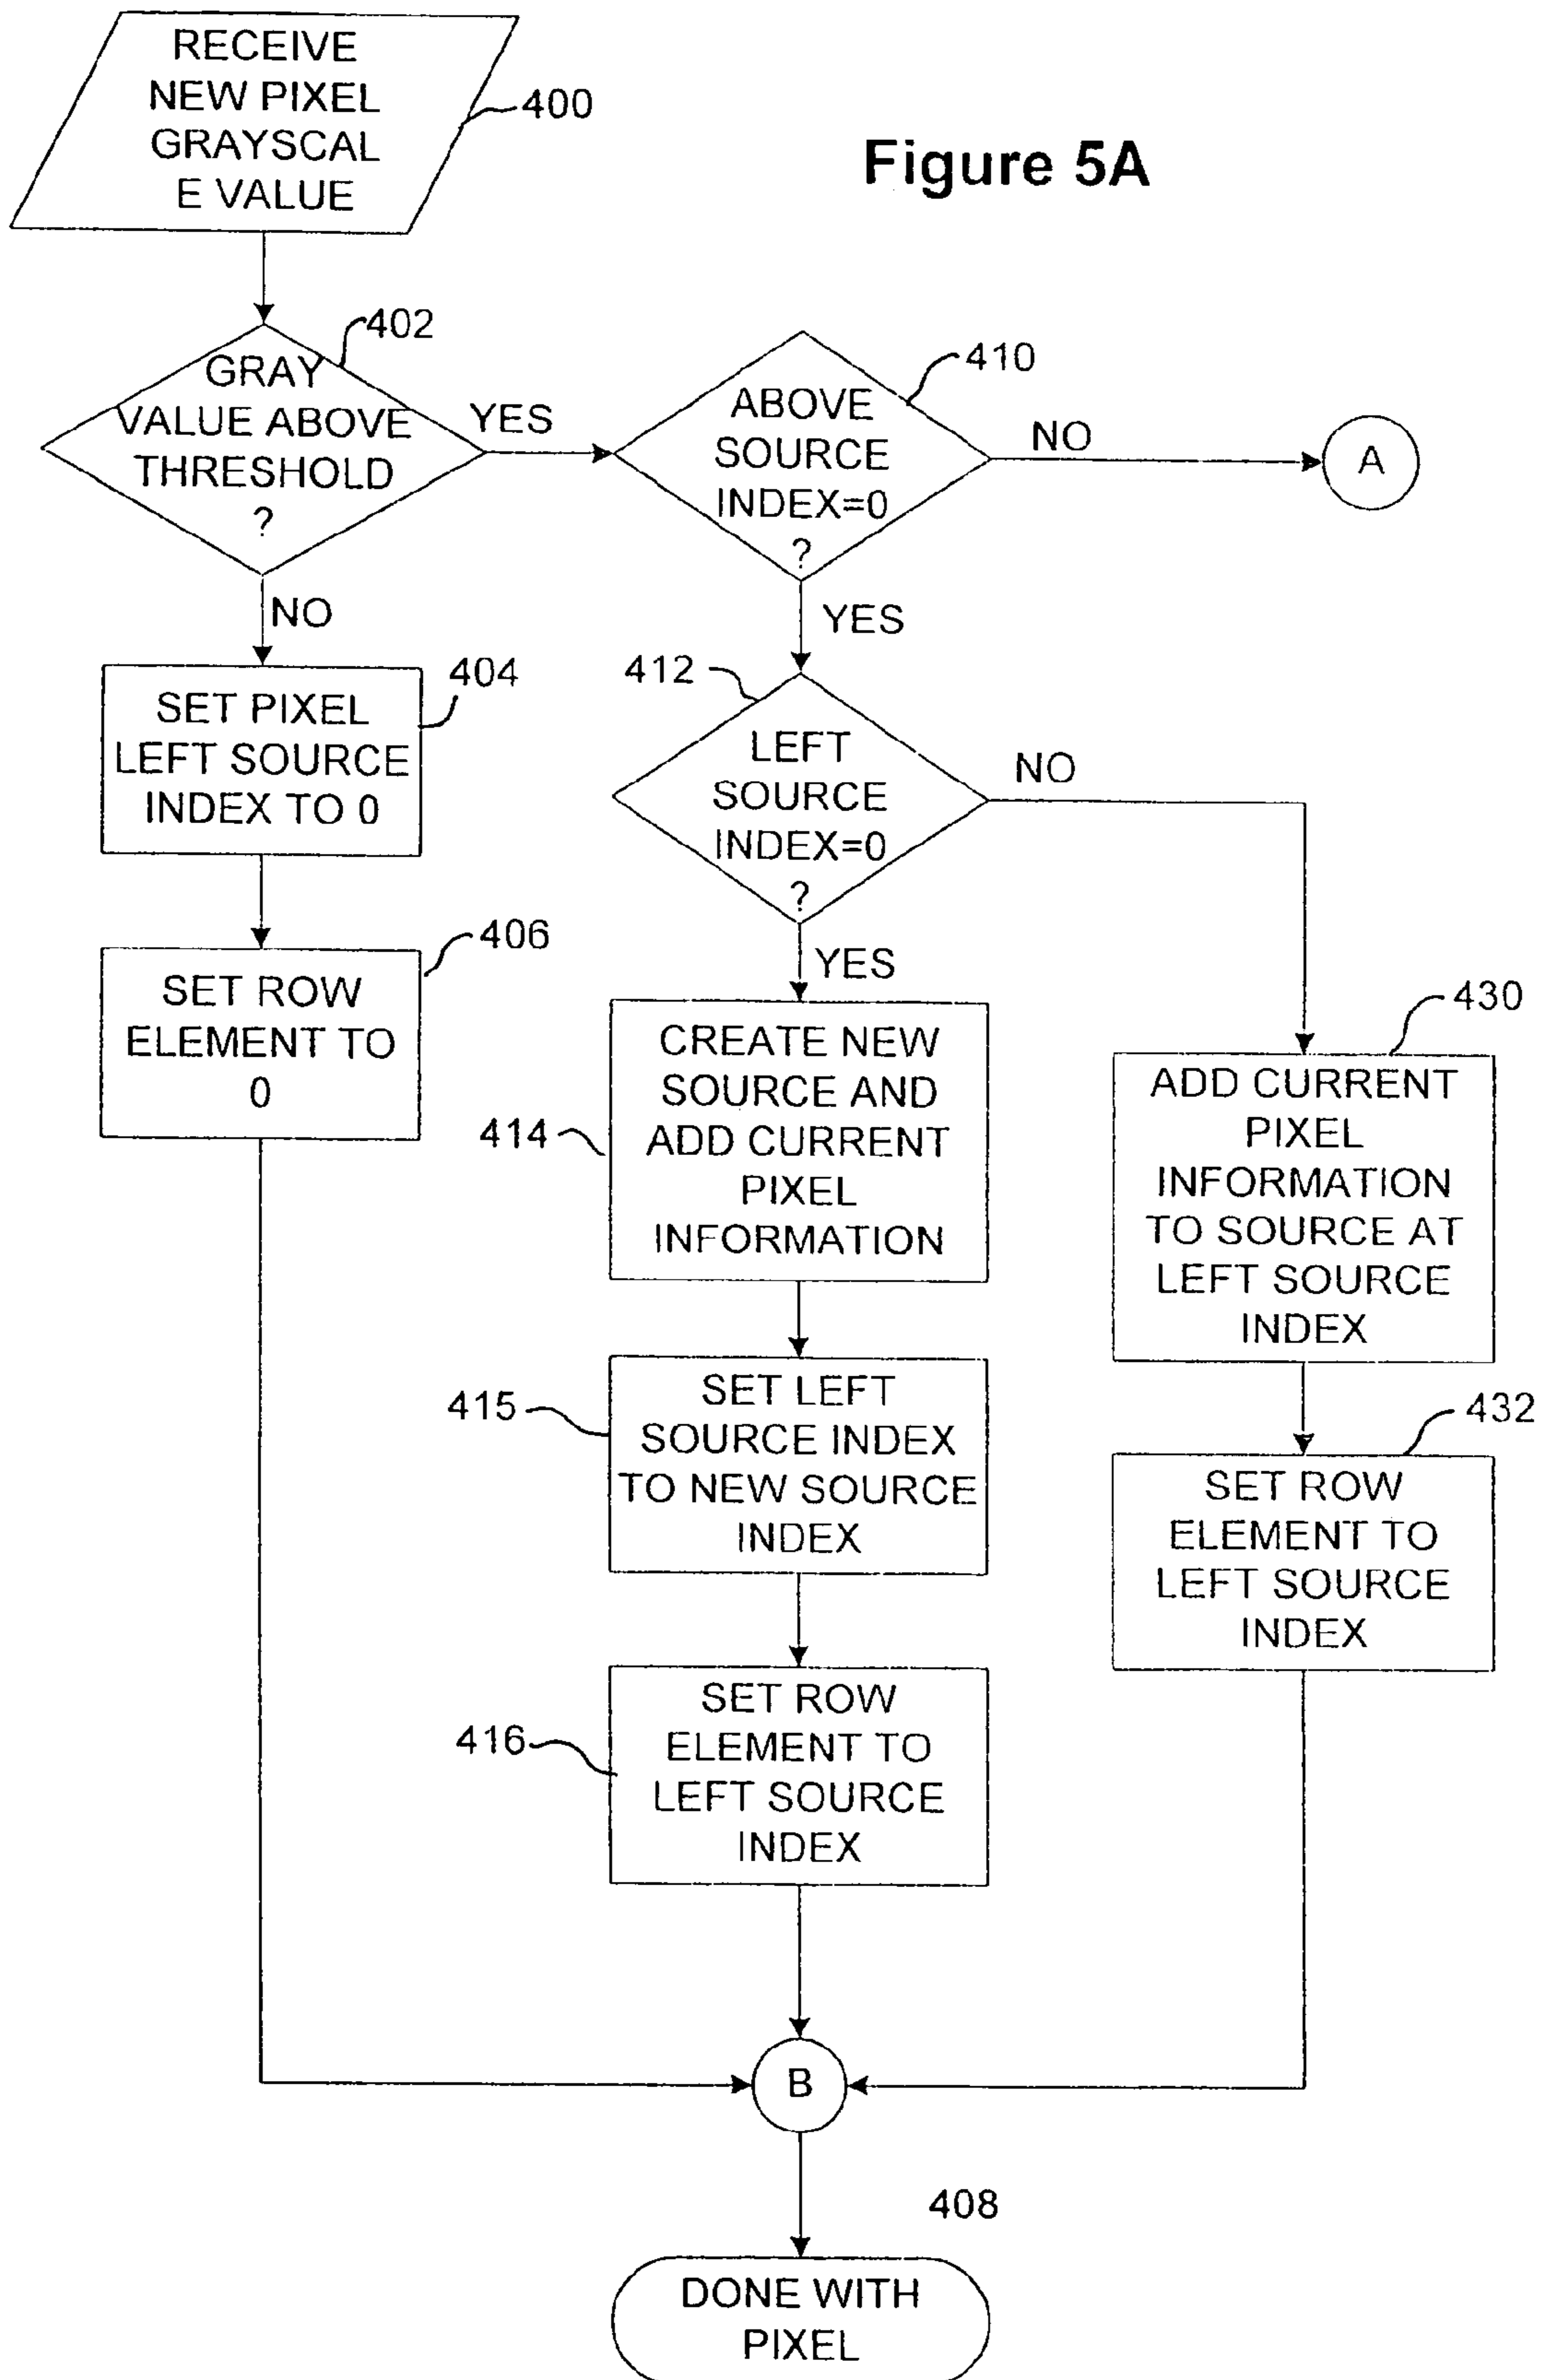 RECEIVE
NEW PIXEL
GRAYSCAL
E VALUE
400
Figure 5A
402
GRAY
VALUE ABOVE
THRESHOLD
?
YES
NO
410
ABOVE
SOURCE
INDEX=0
?
NO
A
YES
404
SET PIXEL
LEFT SOURCE
INDEX TO 0
412
LEFT
SOURCE
INDEX=0
?
NO
YES
406
SET ROW
ELEMENT TO
0
414
CREATE NEW
SOURCE AND
ADD CURRENT
PIXEL
INFORMATION
430
ADD CURRENT
PIXEL
INFORMATION
TO SOURCE AT
LEFT SOURCE
INDEX
415
SET LEFT
SOURCE INDEX
TO NEW SOURCE
INDEX
432
SET ROW
ELEMENT TO
LEFT SOURCE
INDEX
416
SET ROW
ELEMENT TO
LEFT SOURCE
INDEX
B
408
DONE WITH
PIXEL